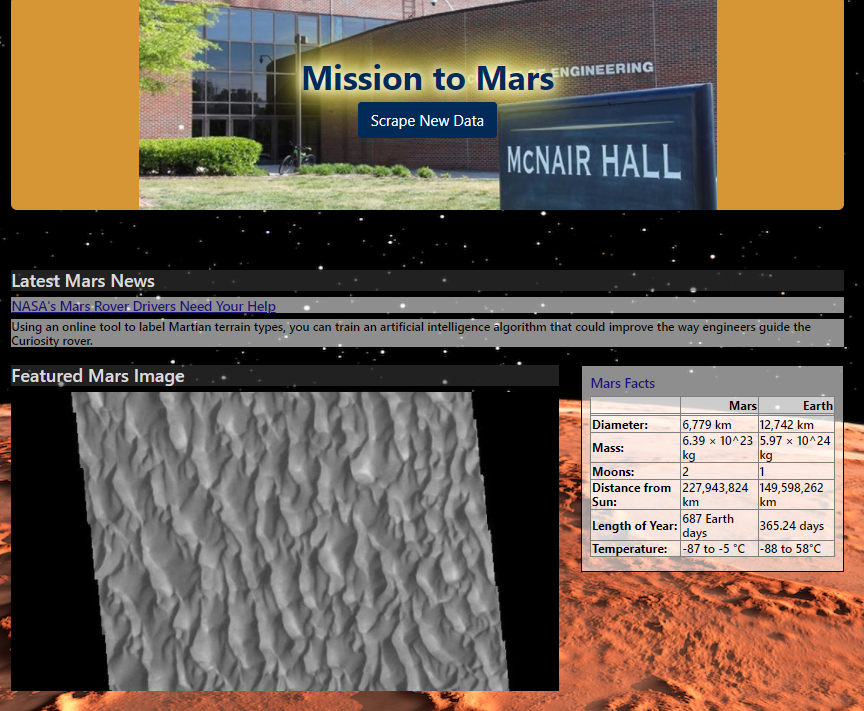 ENGINEERING
Mission to Mars
Scrape New Data
McNAIR HALL
Latest Mars News
NASA's Mars Rover Drivers Need Your Help
Using an online tool to label Martian terrain types, you can train an artificial intelligence algorithm that could improve the way engineers guide the
Curiosity rover.
Featured Mars Image
Mars Facts
Mars Earth
Diameter: 6,779 km 12,742 km
Mass: 6.39 × 10^23 kg 5.97 × 10^24 kg
Moons: 2 1
Distance from Sun: 227,943,824 km 149,598,262 km
Length of Year: 687 Earth days 365.24 days
Temperature: -87 to -5 °C -88 to 58°C